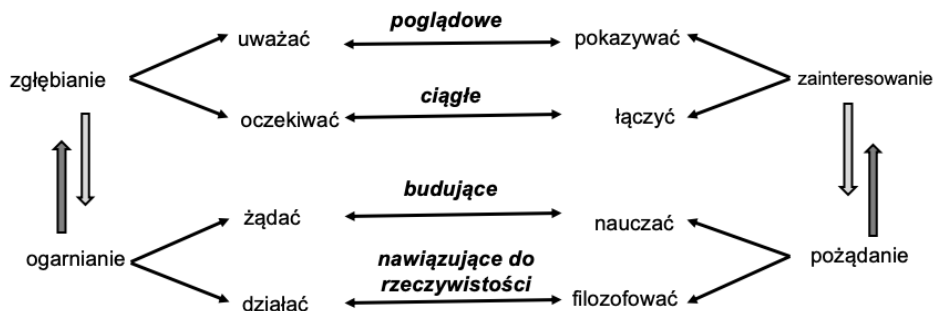 uważać poglądowe pokazywać
zgłębianie zainteresowanie
oczekiwać ciągłe łączyć
żądać budujące nauczać
ogarnianie pożądanie
nawiązujące do
rzeczywistości
działać filozofować